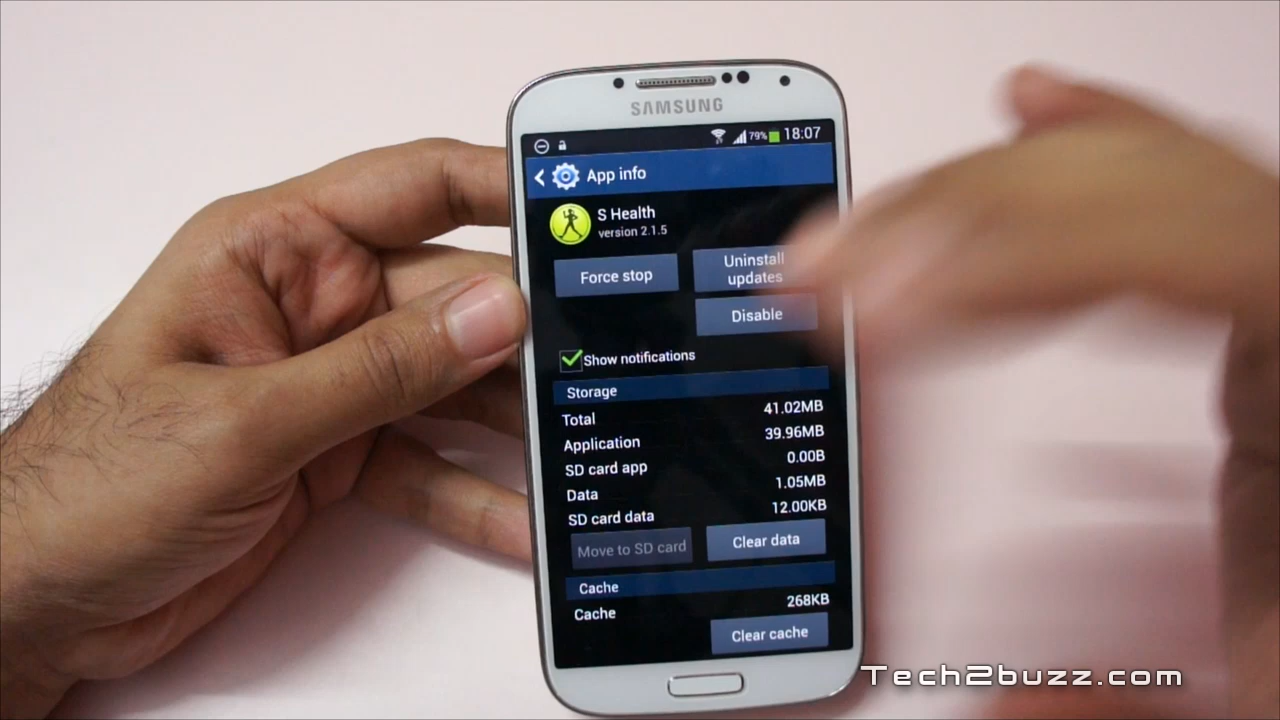 SAMSUNG
79% 18:07
App info
S Health
version 2.1.5
Force stop
Uninstall
updates
Disable
Show notifications
Storage
Total 41.02MB
Application 39.96MB
SD card app 0.00B
Data 1.05MB
SD card data 12.00KB
Move to SD card Clear data
Cache
Cache 268KB
Clear cache
Tech2buzz.com